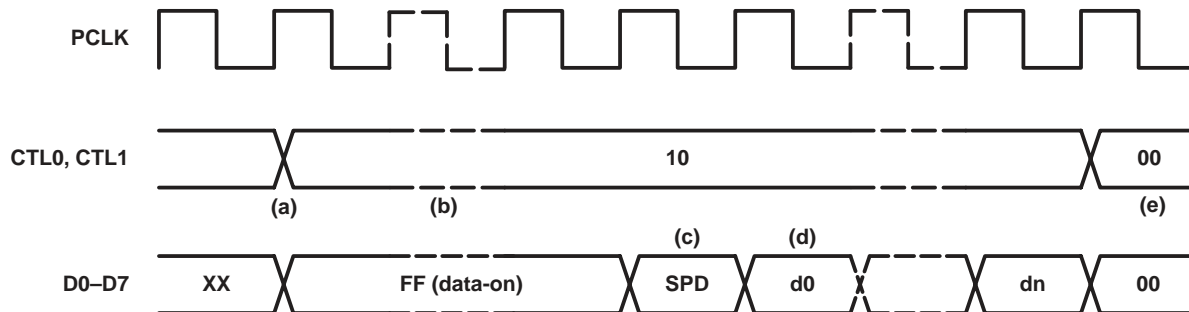 PCLK
CTL0, CTL1
10
00
(a)
(b)
(e)
(c)
(d)
D0–D7
XX
FF (data-on)
SPD
d0
dn
00